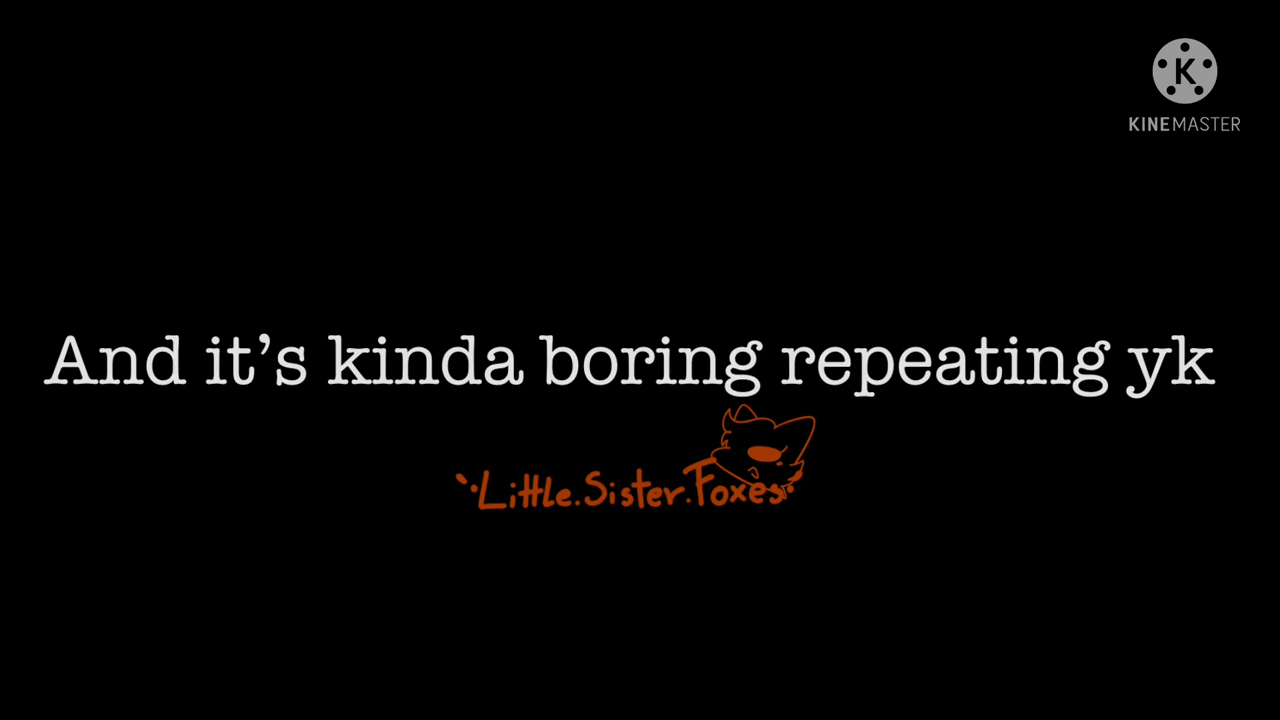 K
KINEMASTER
And it’s kinda boring repeating yk
Little.Sister.Foxes